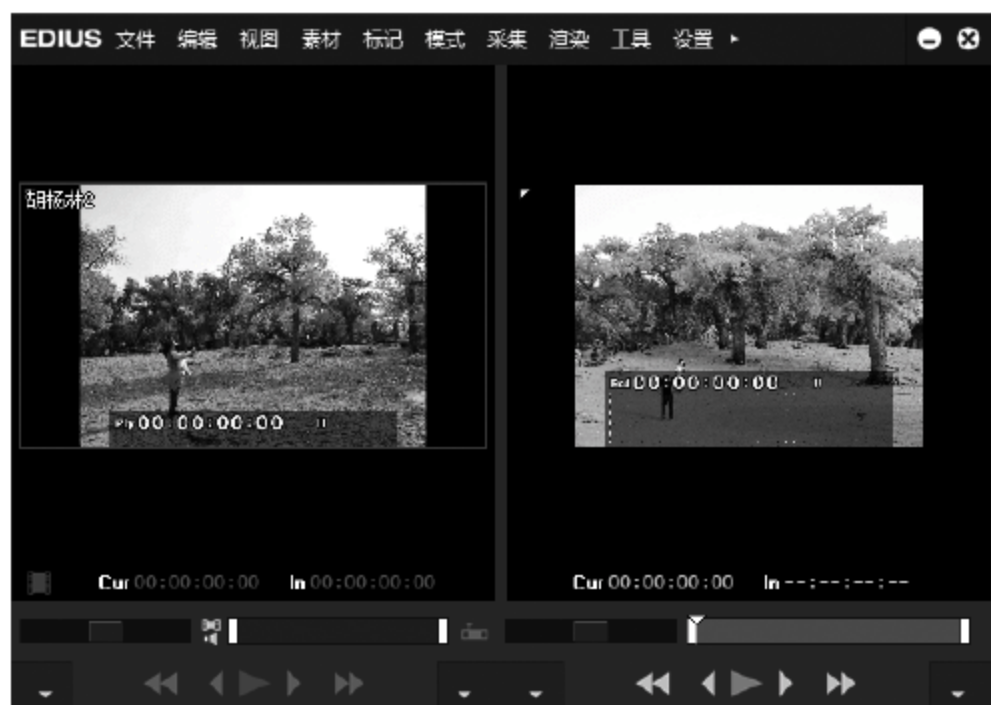 EDIUS 文件 编辑 视图 素材 标记 模式 采集 渲染 工具 设置
胡杨林2
Ply 00:00:00:00
Rcd 00:00:00:00
Cur 00:00:00:00 In 00:00:00:00
Cur 00:00:00:00 In --:--:--:--